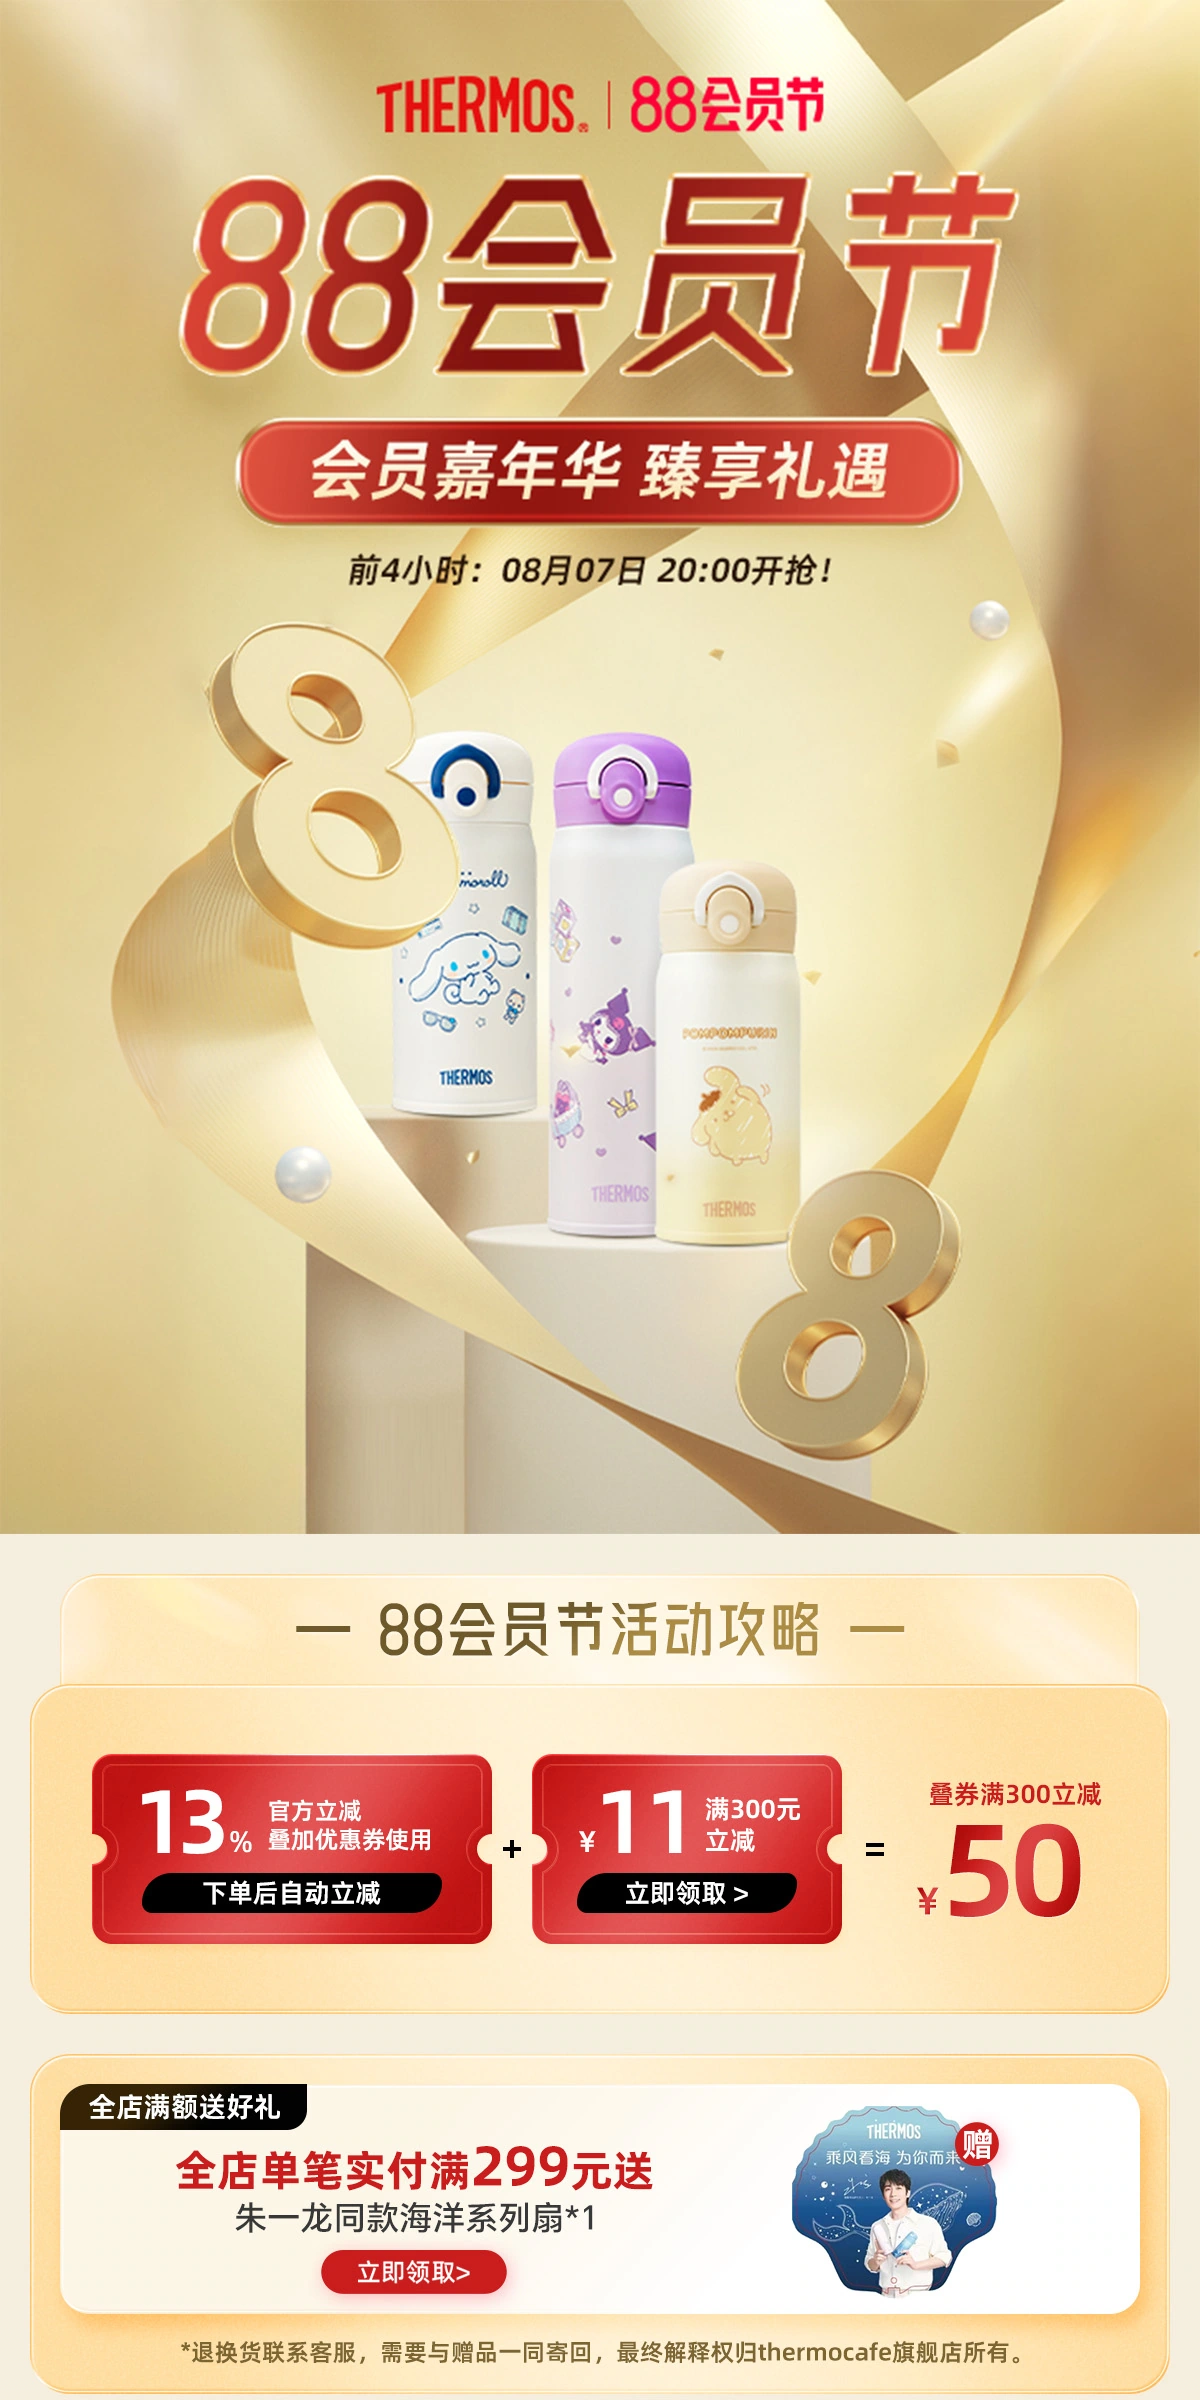 THERMOS® | 88会员节
88会员节
会员嘉年华 臻享礼遇
前4小时：08月07日 20:00开抢！
THERMOS
THERMOS
POMPOMPURIN
THERMOS
88会员节活动攻略
13%
官方立减
叠加优惠券使用
下单后自动立减
+
¥11
满300元
立减
立即领取 >
=
叠券满300立减
¥50
全店满额送好礼
全店单笔实付满299元送
朱一龙同款海洋系列扇*1
立即领取>
THERMOS
乘风看海 为你而来
赠
*退换货联系客服，需要与赠品一同寄回，最终解释权归thermocafe旗舰店所有。